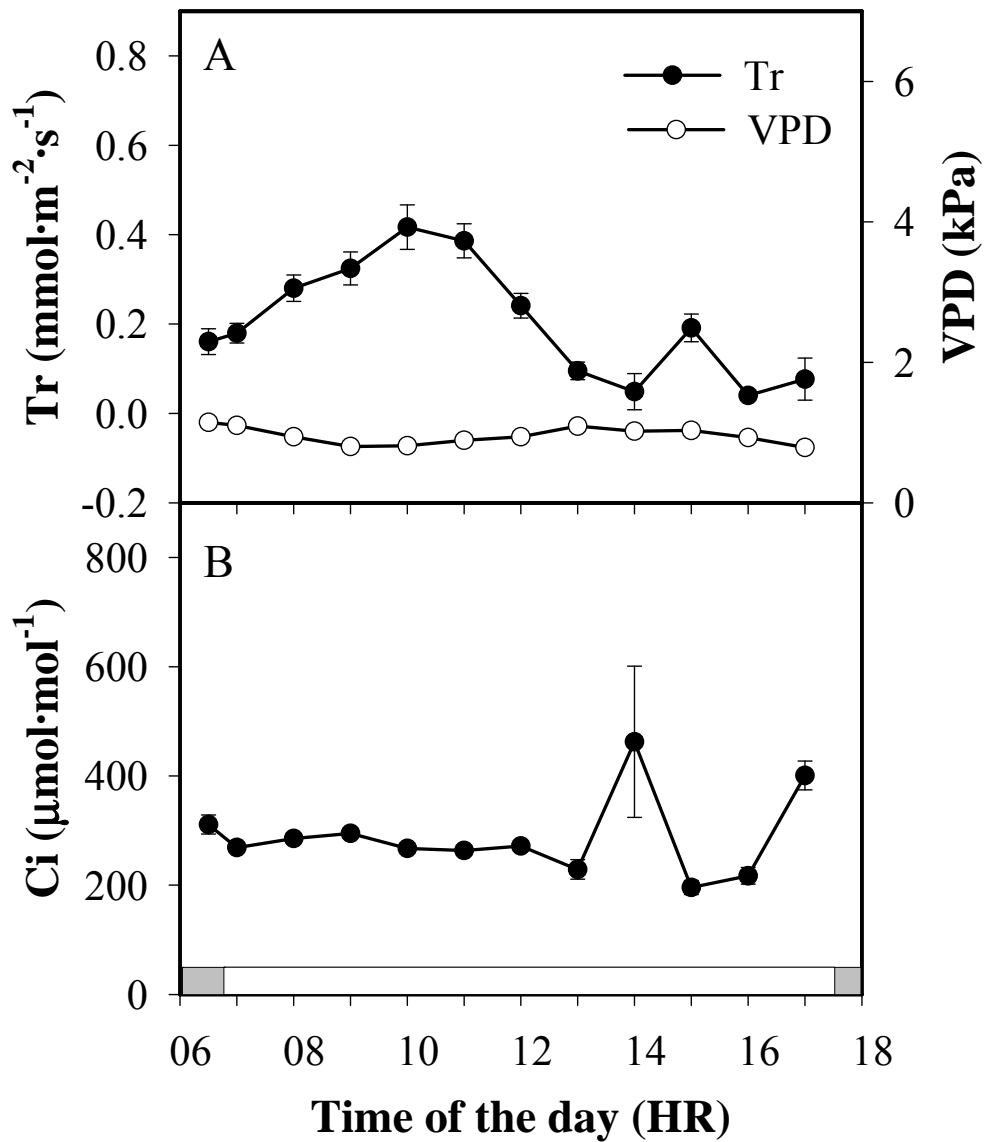 A
Tr
VPD
Tr (mmol·m-2·s-1)
0.8
0.6
0.4
0.2
0.0
-0.2
VPD (kPa)
6
4
2
0
B
Ci (μmol·mol-1)
800
600
400
200
0
06 08 10 12 14 16 18
Time of the day (HR)